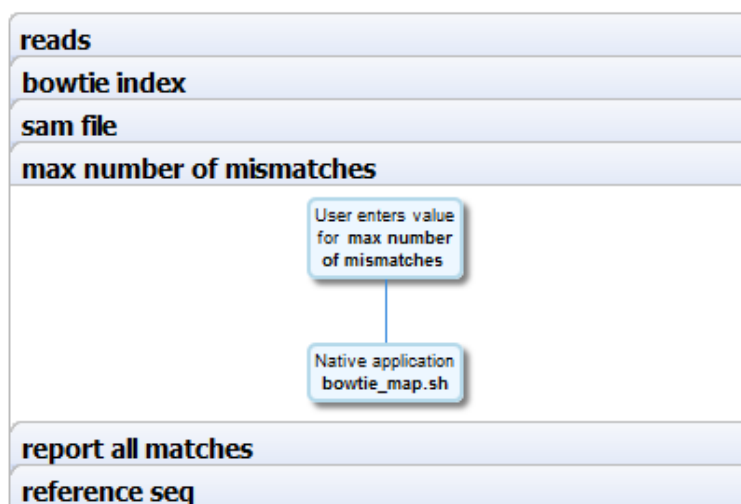 reads
bowtie index
sam file
max number of mismatches
User enters value
for max number
of mismatches
Native application
bowtie_map.sh
report all matches
reference seq